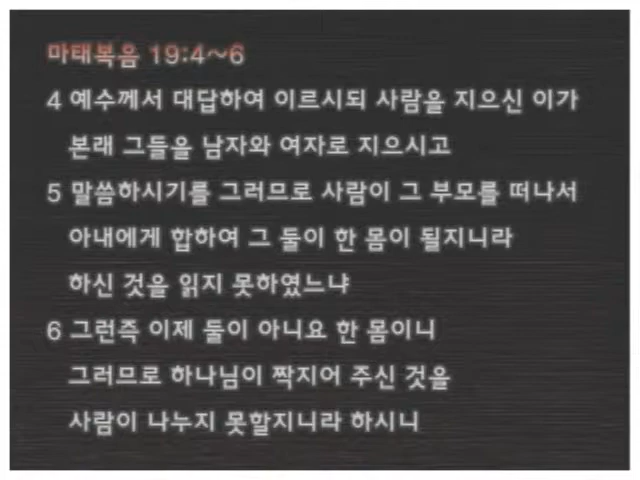 마태복음 19:4~6
4 예수께서 대답하여 이르시되 사람을 지으신 이가
본래 그들을 남자와 여자로 지으시고
5 말씀하시기를 그러므로 사람이 그 부모를 떠나서
아내에게 합하여 그 둘이 한 몸이 될지니라
하신 것을 읽지 못하였느냐
6 그런즉 이제 둘이 아니요 한 몸이니
그러므로 하나님이 짝지어 주신 것을
사람이 나누지 못할지니라 하시니